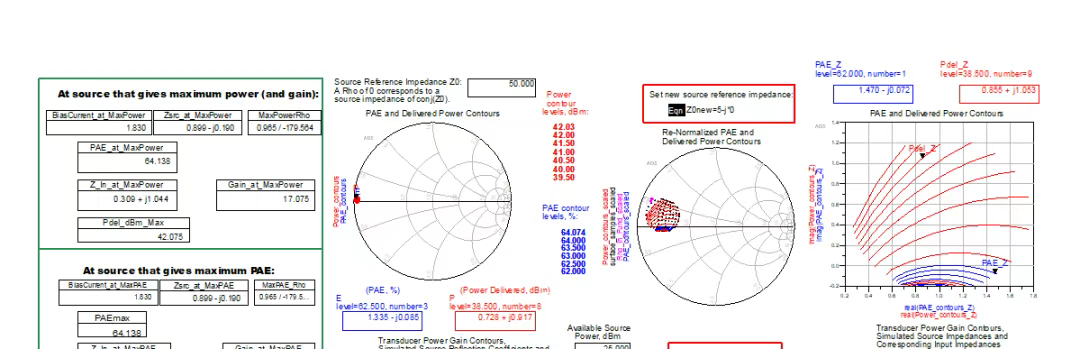 At source that gives maximum power (and gain):
BiasCurrent_at_MaxPower
Zsrc_at_MaxPower
MaxPowerRho
1.830
0.899 - j0.190
0.965 / -179.564
PAE_at_MaxPower
64.138
Z_In_at_MaxPower
Gain_at_MaxPower
0.309 + j1.044
17.075
Pdel_dBm_Max
42.075
At source that gives maximum PAE:
BiasCurrent_at_MaxPAE
Zsrc_at_MaxPAE
MaxPAE_Rho
1.830
0.899 - j0.190
0.965 / -179.5...
PAEmax
64.138
Z_In_at_MaxPAE
Gain_at_MaxPAE
Source Reference Impedance Z0:
50.000
A Rho of 0 corresponds to a
source impedance of conj(Z0).
PAE and Delivered Power Contours
Power_contours
PAE_contours
Power
contour
levels, dBm:
42.03
42.00
41.50
41.00
40.50
40.00
39.50
PAE contour
levels, %:
64.074
64.000
63.500
63.000
62.500
62.000
(PAE, %)
(Power Delivered, dBm)
E
level=62.500, number=3
1.335 - j0.085
P
level=38.500, number=8
0.728 + j0.917
Transducer Power Gain Contours,
Simulated Source Reflection Coefficients and
Available Source
Power, dBm
25.000
Set new source reference impedance:
Eqn Z0new=5-j*0
Re-Normalized PAE and
Delivered Power Contours
Power_contours_scaled
surface_samples_scaled
PAE_contours_scaled
PAE_Z
level=62.000, number=1
1.470 - j0.072
Pdel_Z
level=38.500, number=9
0.855 + j1.053
PAE and Delivered Power Contours
Pdel_Z
PAE_Z
imag(Power_contours_Z)
imag(PAE_contours_Z)
1.4
1.2
1.0
0.8
0.6
0.4
0.2
0.0
-0.2
0.2 0.4 0.6 0.8 1.0 1.2 1.4 1.6 1.8
real(PAE_contours_Z)
real(Power_contours_Z)
Transducer Power Gain Contours,
Simulated Source Impedances and
Corresponding Input Impedances